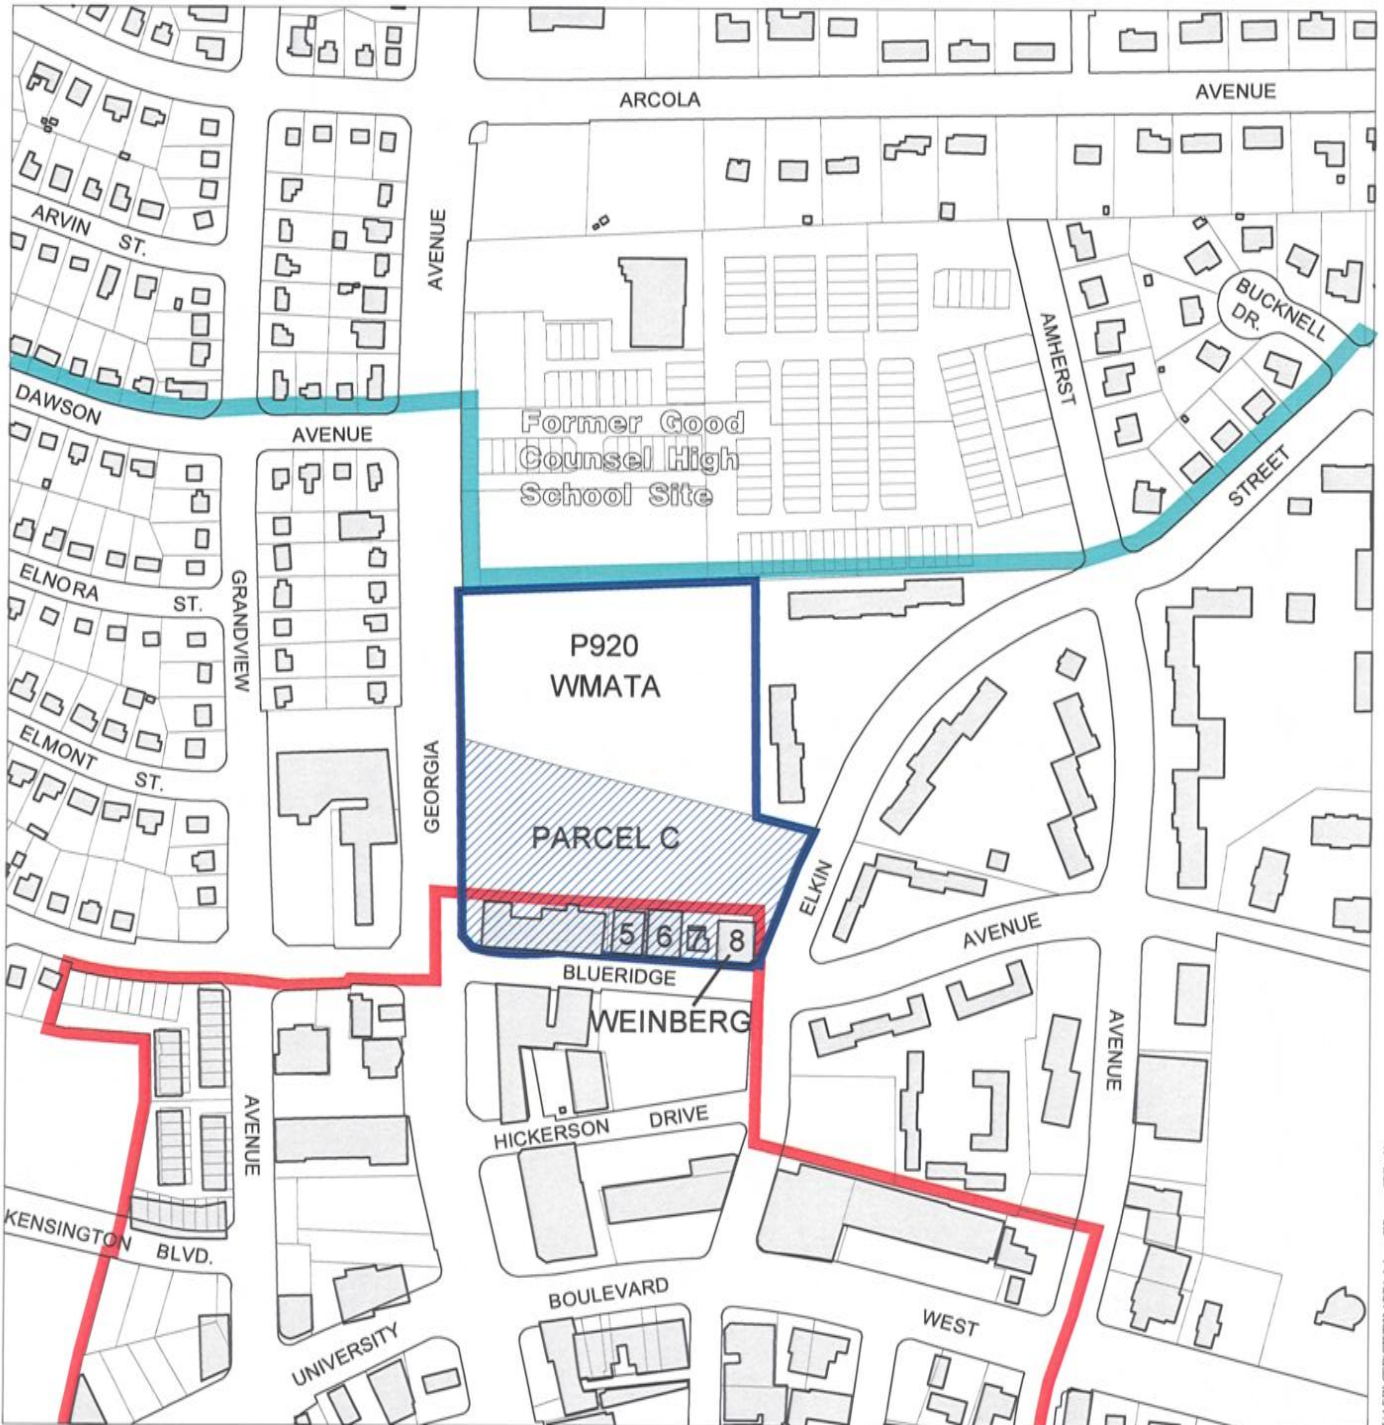 ARCOLA
AVENUE
ARVIN
ST.
AVENUE
BUCKNELL
DR.
AMHERST
DAWSON
AVENUE
Former Good
Counsel High
School Site
STREET
ELNORA
ST.
GRANDVIEW
P920
WMATA
ELMONT
ST.
GEORGIA
PARCEL C
ELKIN
5
6
7
8
AVENUE
BLUERIDGE
WEINBERG
AVENUE
AVENUE
HICKERSON
DRIVE
KENSINGTON
BLVD.
BOULEVARD
UNIVERSITY
WEST